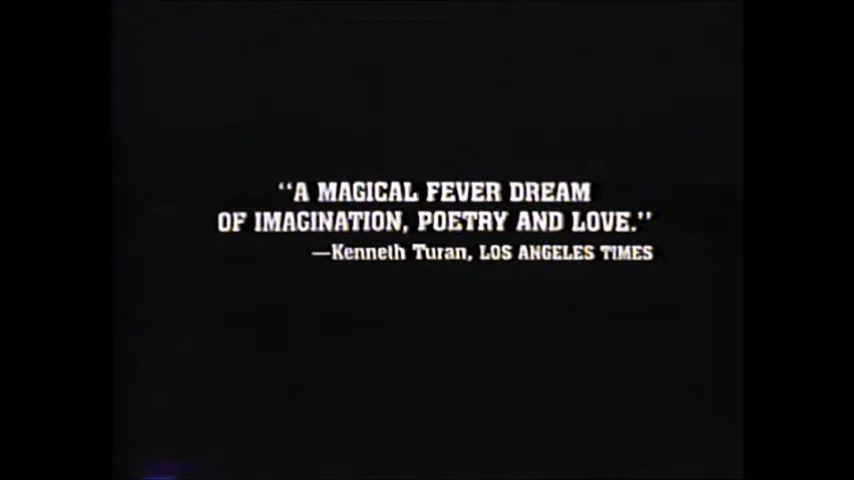 "A MAGICAL FEVER DREAM
OF IMAGINATION, POETRY AND LOVE."
—Kenneth Turan, LOS ANGELES TIMES